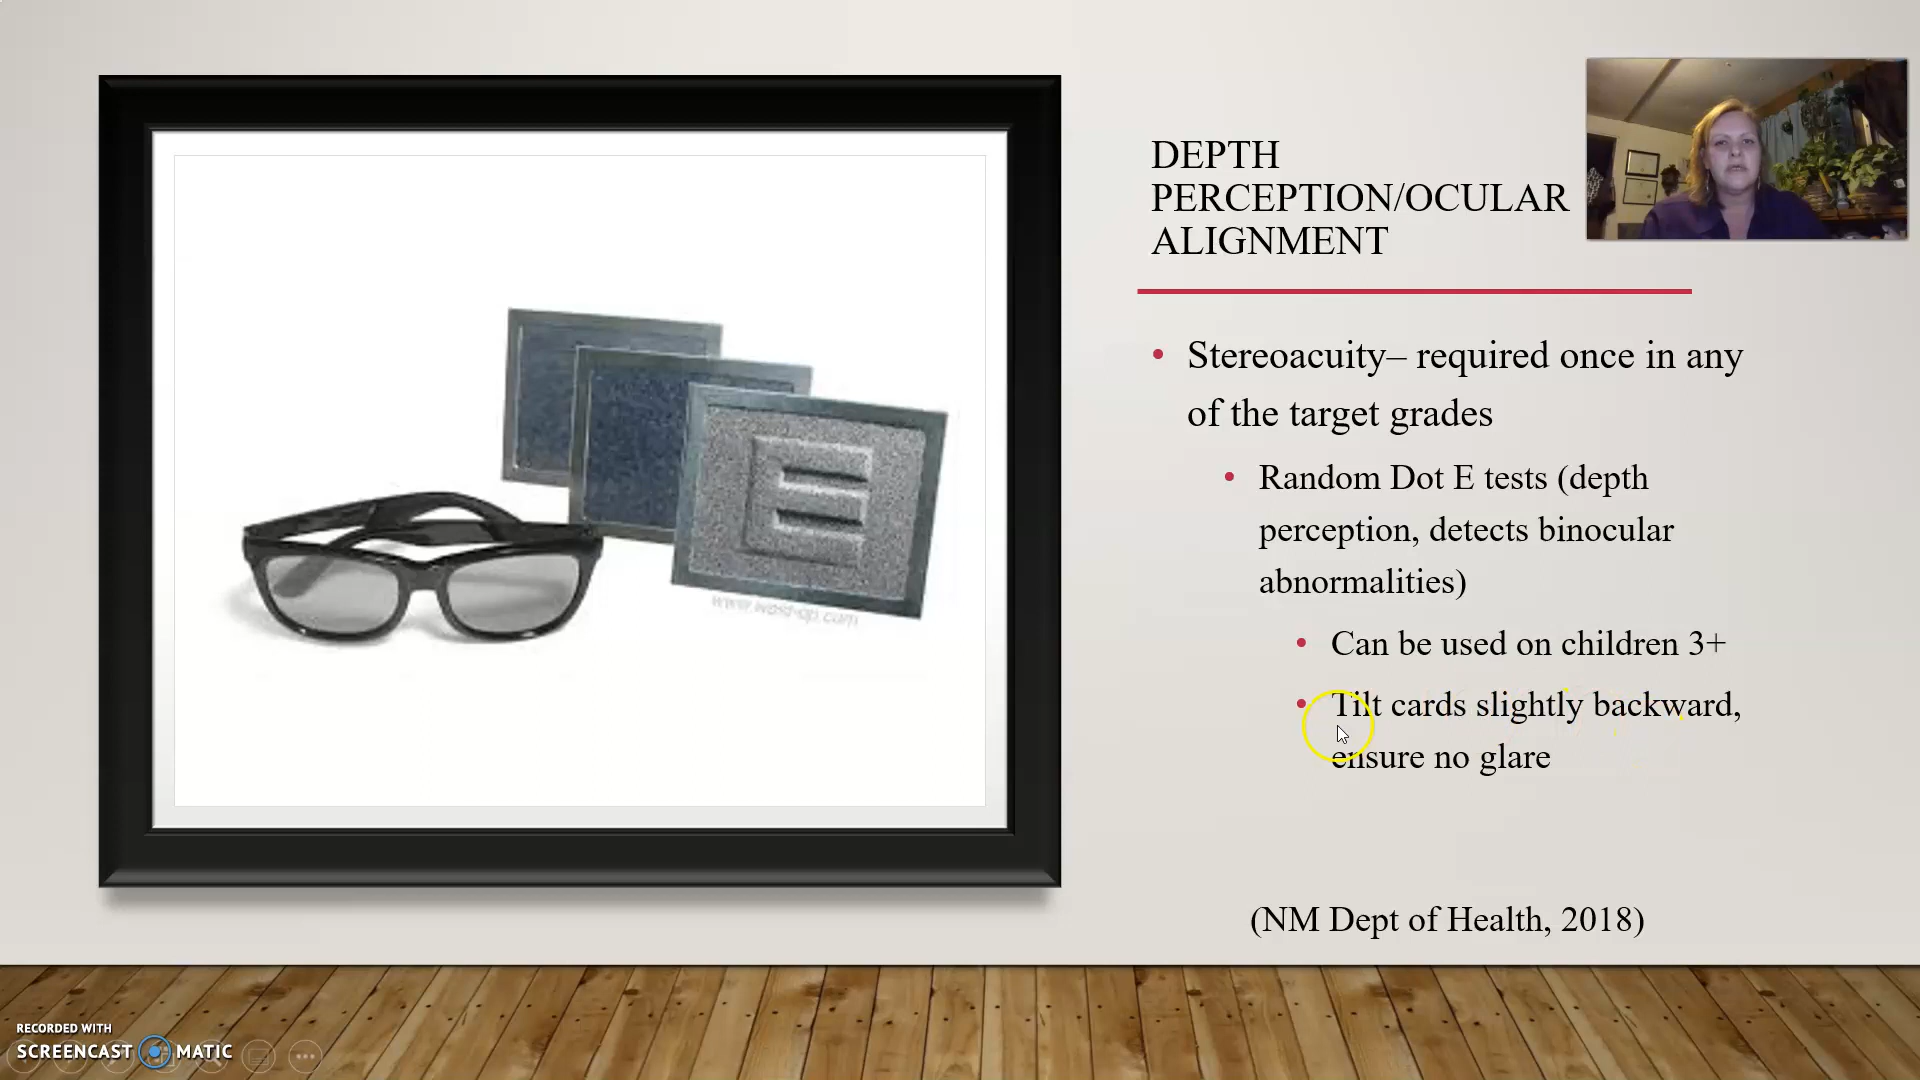 DEPTH
PERCEPTION/OCULAR
ALIGNMENT
• Stereoacuity– required once in any
of the target grades
• Random Dot E tests (depth
perception, detects binocular
abnormalities)
• Can be used on children 3+
• Tilt cards slightly backward,
ensure no glare
(NM Dept of Health, 2018)
RECORDED WITH
SCREENCAST MATIC